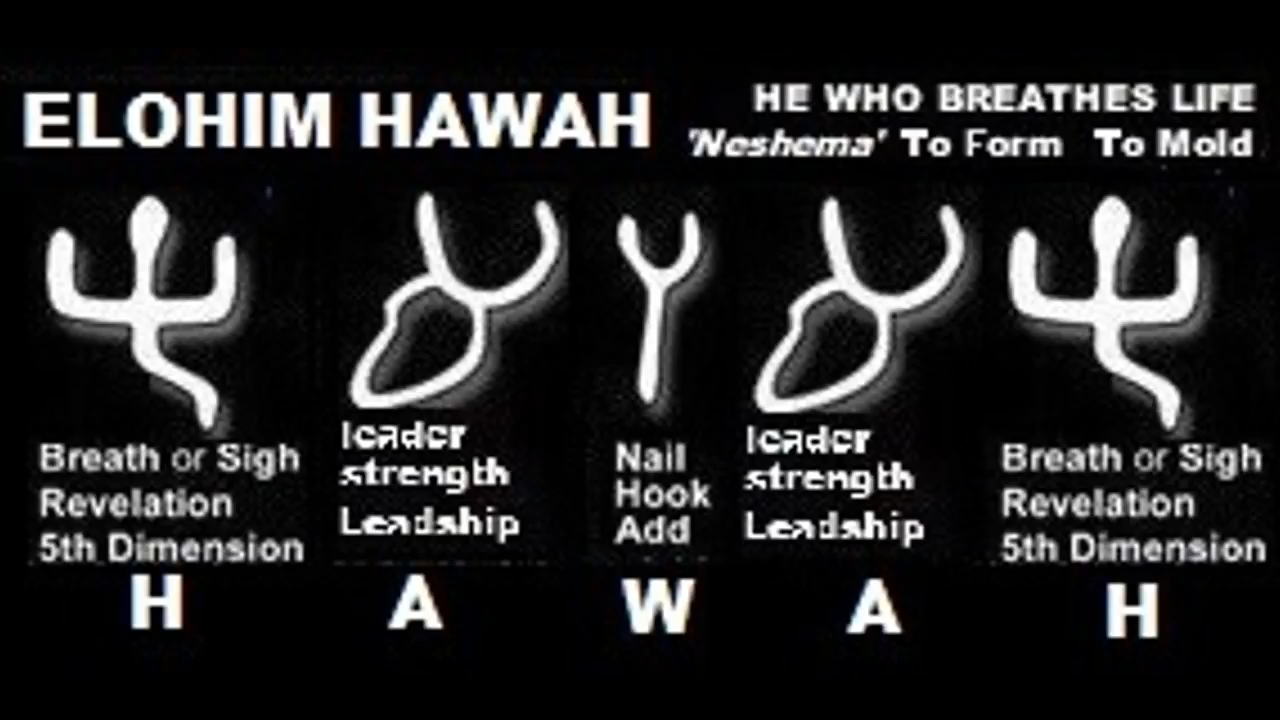 ELOHIM HAWAH
HE WHO BREATHES LIFE
'Neshema' To Form To Mold
Breath or Sigh
Revelation
5th Dimension
H
leader
strength
Leadship
A
Nail
Hook
Add
W
leader
strength
Leadship
A
Breath or Sigh
Revelation
5th Dimension
H